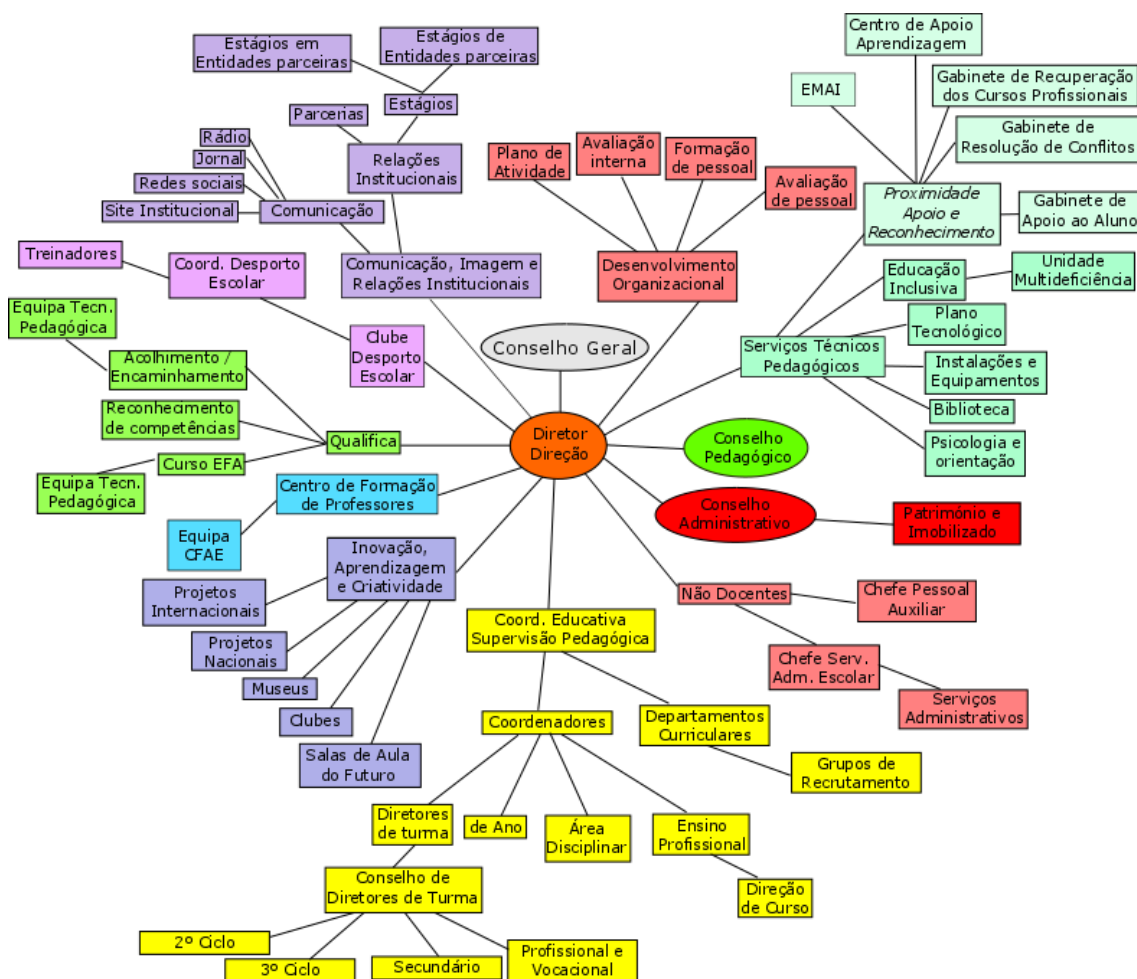 Centro de Apoio
Aprendizagem
Estágios em
Entidades parceiras
Estágios de
Entidades parceiras
EMAI
Gabinete de Recuperação
dos Cursos Profissionais
Estágios
Parcerias
Rádio
Jornal
Redes sociais
Site Institucional
Comunicação
Relações
Institucionais
Plano de
Atividade
Avaliação
interna
Formação
de pessoal
Avaliação
de pessoal
Gabinete de
Resolução de Conflitos
Proximidade
Apoio e
Reconhecimento
Gabinete de
Apoio ao Aluno
Treinadores
Coord. Desporto
Escolar
Comunicação, Imagem e
Relações Institucionais
Desenvolvimento
Organizacional
Educação
Inclusiva
Unidade
Multideficiência
Equipa Tecn.
Pedagógica
Clube
Desporto
Escolar
Conselho Geral
Plano
Tecnológico
Serviços Técnicos
Pedagógicos
Acolhimento /
Encaminhamento
Instalações e
Equipamentos
Reconhecimento
de competências
Biblioteca
Qualifica
Diretor
Direção
Conselho
Pedagógico
Psicologia e
orientação
Curso EFA
Equipa Tecn.
Pedagógica
Centro de Formação
de Professores
Conselho
Administrativo
Património e
Imobilizado
Equipa
CFAE
Inovação,
Aprendizagem
e Criatividade
Projetos
Internacionais
Não Docentes
Chefe Pessoal
Auxiliar
Coord. Educativa
Supervisão Pedagógica
Projetos
Nacionais
Chefe Serv.
Adm. Escolar
Museus
Serviços
Administrativos
Clubes
Coordenadores
Departamentos
Curriculares
Salas de Aula
do Futuro
Grupos de
Recrutamento
Diretores
de turma
de Ano
Área
Disciplinar
Ensino
Profissional
Conselho de
Diretores de Turma
Direção
de Curso
2º Ciclo
3º Ciclo
Secundário
Profissional e
Vocacional